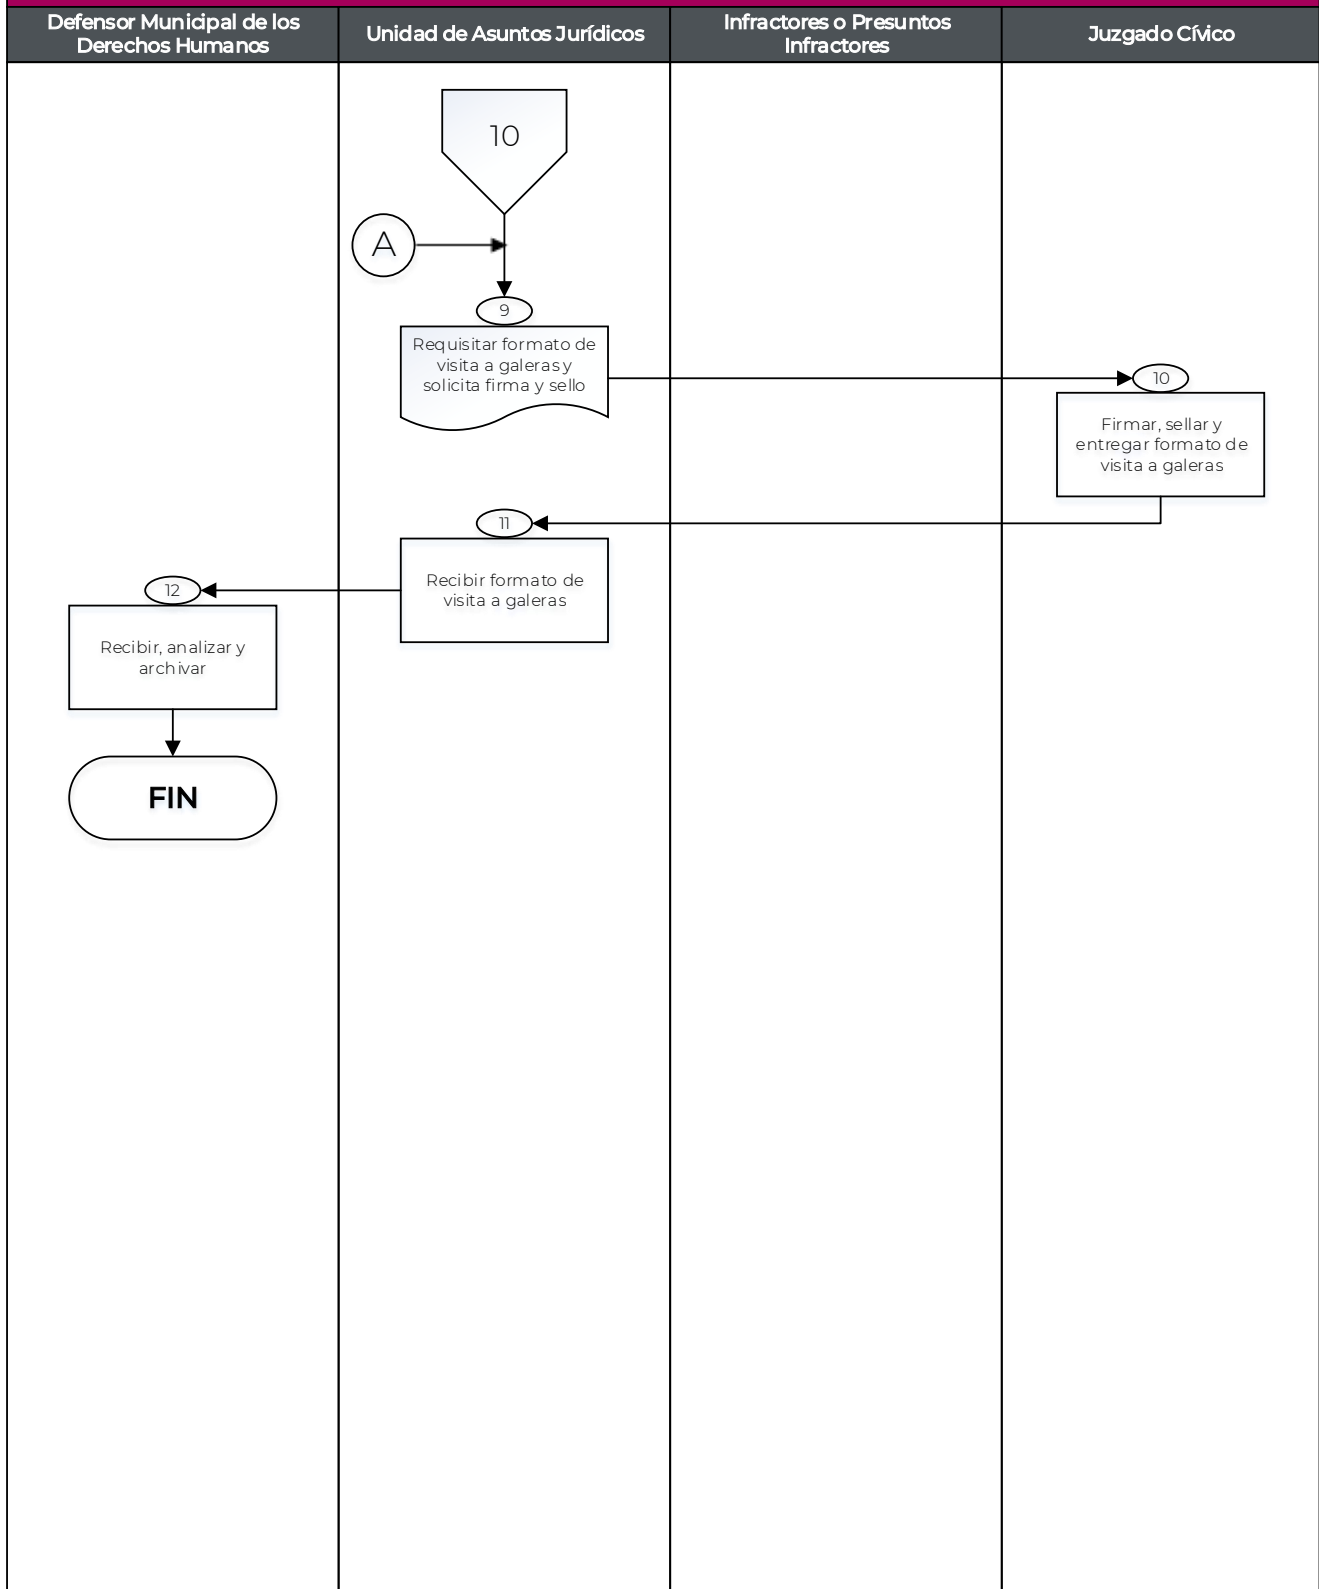 Defensor Municipal de los
Derechos Humanos
Unidad de Asuntos Jurídicos
Infractores o Presuntos
Infractores
Juzgado Cívico
10
A
9
Requisitar formato de
visita a galeras y
solicita firma y sello
10
Firmar, sellar y
entregar formato de
visita a galeras
11
Recibir formato de
visita a galeras
12
Recibir, analizar y
archivar
FIN